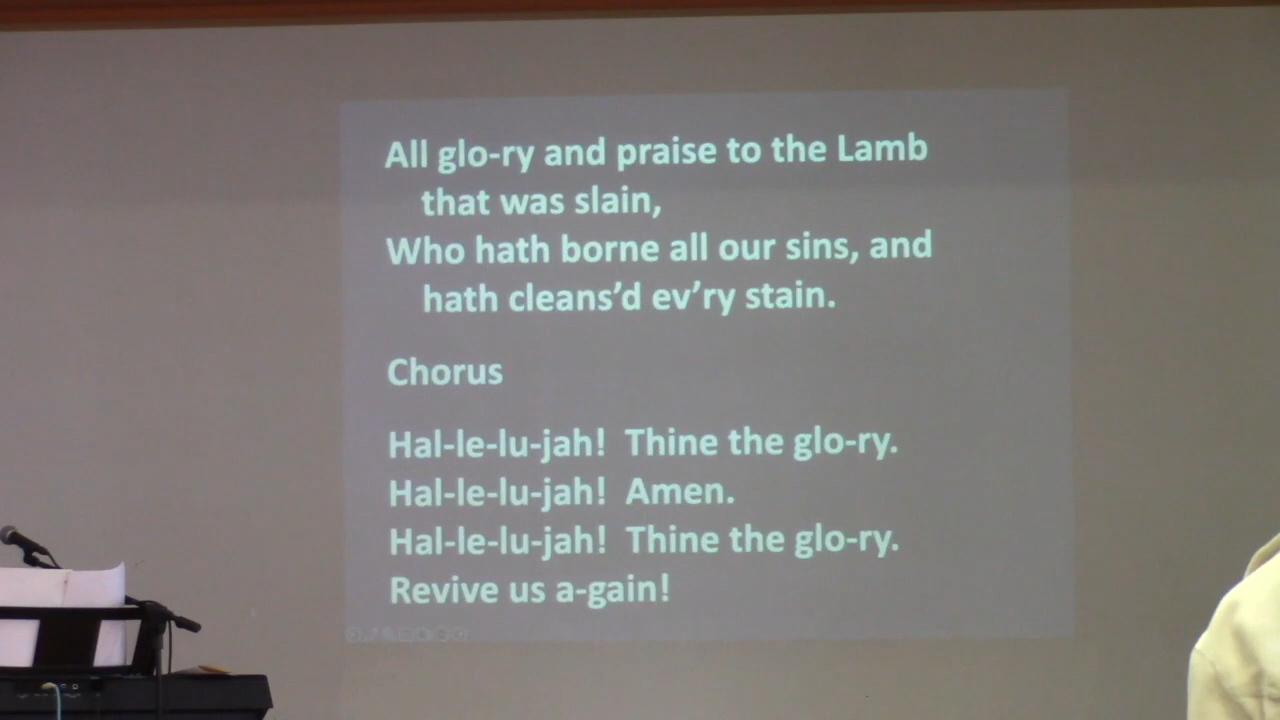 All glo-ry and praise to the Lamb
that was slain,
Who hath borne all our sins, and
hath cleans’d ev’ry stain.
Chorus
Hal-le-lu-jah!  Thine the glo-ry.
Hal-le-lu-jah!  Amen.
Hal-le-lu-jah!  Thine the glo-ry.
Revive us a-gain!